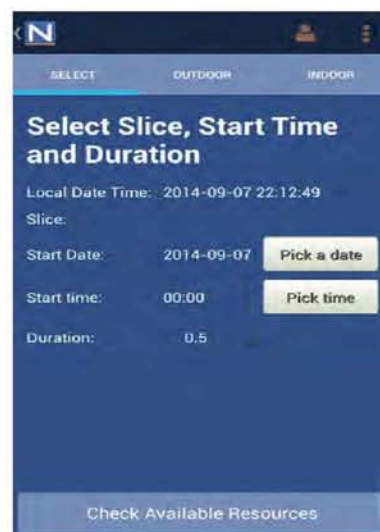 N
SELECT OUTDOOR INDOOR
Select Slice, Start Time
and Duration
Local Date Time: 2014-09-07 22:12:49
Slice:
Start Date: 2014-09-07 Pick a date
Start time: 00:00 Pick time
Duration: 0.5
Check Available Resources